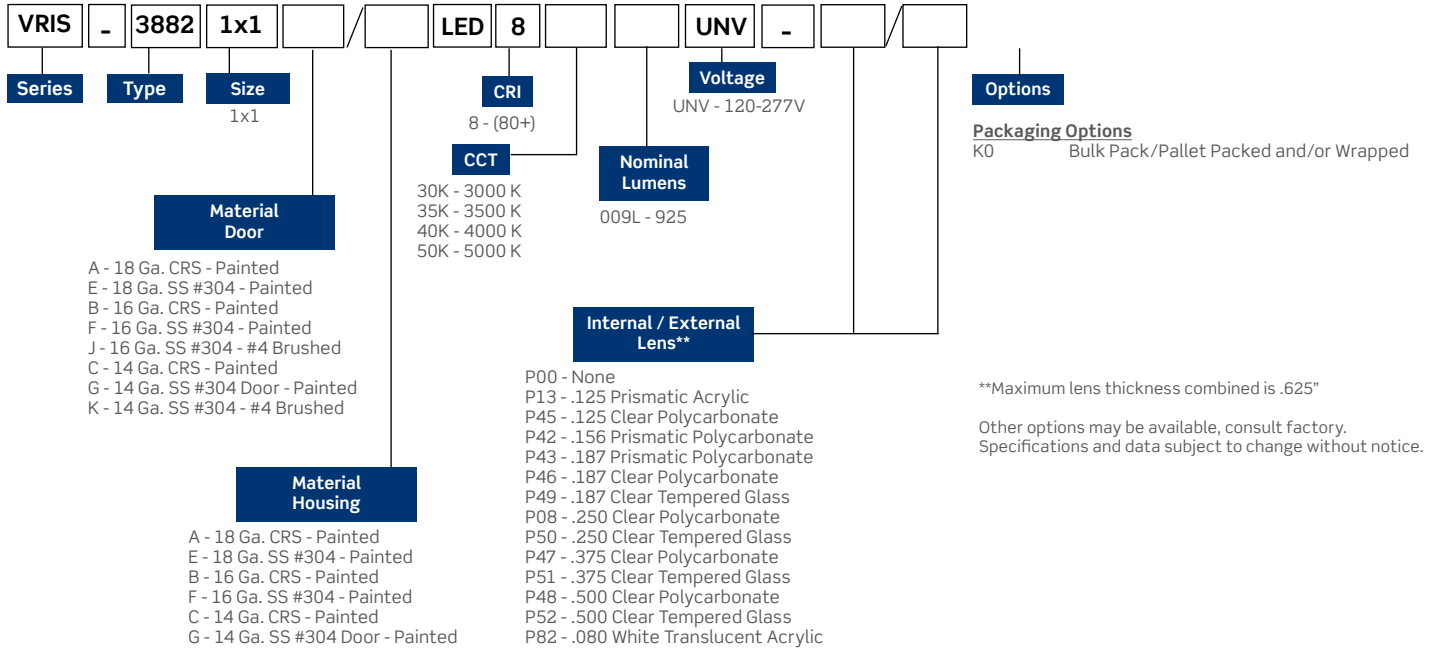 VRIS - 3882 1x1 / LED 8 UNV - /
Series
Type
Size
1x1
CRI
8 - (80+)
Voltage
UNV - 120-277V
Options
Packaging Options
K0 Bulk Pack/Pallet Packed and/or Wrapped
CCT
30K - 3000 K
35K - 3500 K
40K - 4000 K
50K - 5000 K
Nominal
Lumens
009L - 925
Material
Door
A - 18 Ga. CRS - Painted
E - 18 Ga. SS #304 - Painted
B - 16 Ga. CRS - Painted
F - 16 Ga. SS #304 - Painted
J - 16 Ga. SS #304 - #4 Brushed
C - 14 Ga. CRS - Painted
G - 14 Ga. SS #304 Door - Painted
K - 14 Ga. SS #304 - #4 Brushed
Material
Housing
A - 18 Ga. CRS - Painted
E - 18 Ga. SS #304 - Painted
B - 16 Ga. CRS - Painted
F - 16 Ga. SS #304 - Painted
C - 14 Ga. CRS - Painted
G - 14 Ga. SS #304 Door - Painted
Internal / External
Lens**
P00 - None
P13 - .125 Prismatic Acrylic
P45 - .125 Clear Polycarbonate
P42 - .156 Prismatic Polycarbonate
P43 - .187 Prismatic Polycarbonate
P46 - .187 Clear Polycarbonate
P49 - .187 Clear Tempered Glass
P08 - .250 Clear Polycarbonate
P50 - .250 Clear Tempered Glass
P47 - .375 Clear Polycarbonate
P51 - .375 Clear Tempered Glass
P48 - .500 Clear Polycarbonate
P52 - .500 Clear Tempered Glass
P82 - .080 White Translucent Acrylic
**Maximum lens thickness combined is .625”
Other options may be available, consult factory.
Specifications and data subject to change without notice.